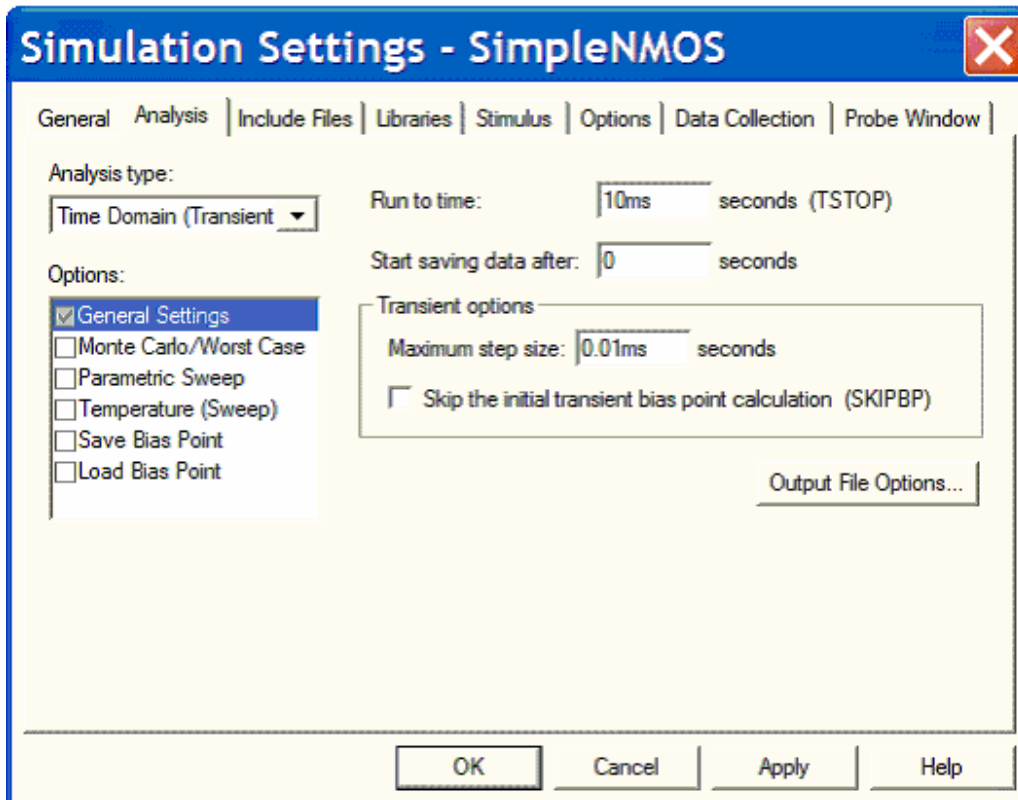 Simulation Settings - SimpleNMOS
General Analysis Include Files Libraries Stimulus Options Data Collection Probe Window
Analysis type:
Time Domain (Transient
Run to time: 10ms seconds (TSTOP)
Start saving data after: 0 seconds
Options:
General Settings
Monte Carlo/Worst Case
Parametric Sweep
Temperature (Sweep)
Save Bias Point
Load Bias Point
Transient options
Maximum step size: 0.01ms seconds
Skip the initial transient bias point calculation (SKIPBP)
Output File Options...
OK Cancel Apply Help